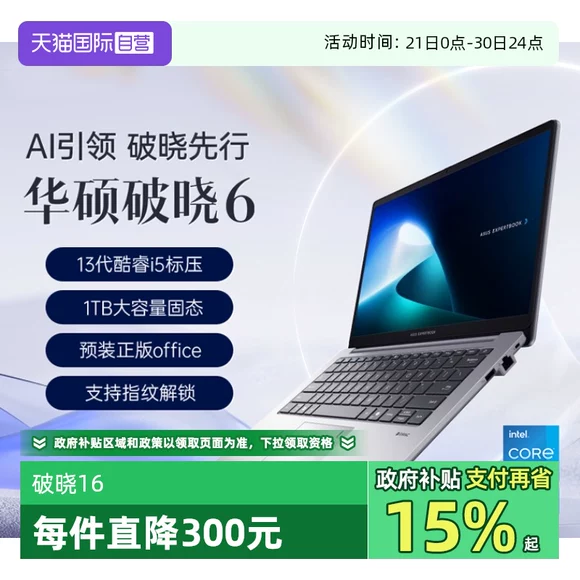 天猫国际 自营
活动时间: 21日0点-30日24点
AI引领 破晓先行
华硕破晓6
13代酷睿i5标压
1TB大容量固态
预装正版office
支持指纹解锁
ASUS EXPERTBOOK
ASUS EXPERTBOOK
intel
CORE
政府补贴区域和政策以领取页面为准，下拉领取资格
破晓16
每件直降300元
政府补贴 支付再省
15%起